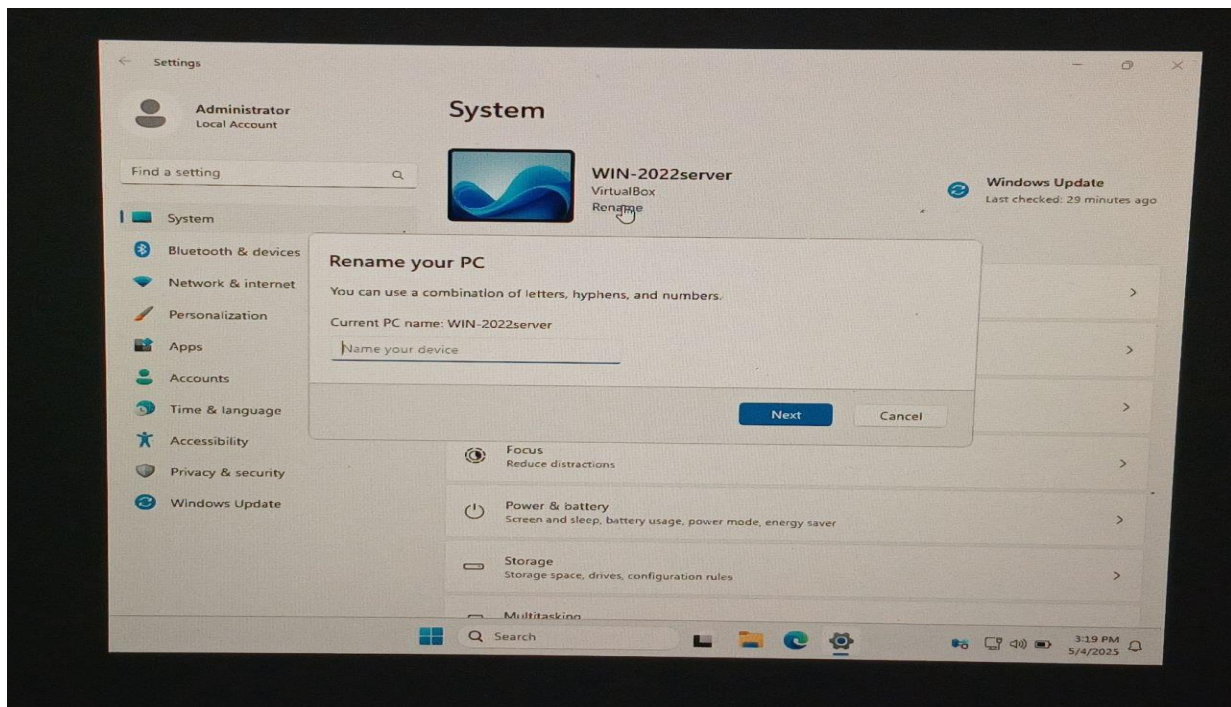 Settings
Administrator
Local Account
Find a setting
System
Bluetooth & devices
Network & internet
Personalization
Apps
Accounts
Time & language
Accessibility
Privacy & security
Windows Update
System
WIN-2022server
VirtualBox
Rename
Windows Update
Last checked: 29 minutes ago
Rename your PC
You can use a combination of letters, hyphens, and numbers.
Current PC name: WIN-2022server
Name your device
Next
Cancel
Focus
Reduce distractions
Power & battery
Screen and sleep, battery usage, power mode, energy saver
Storage
Storage space, drives, configuration rules
Multitasking
Search
3:19 PM
5/4/2025